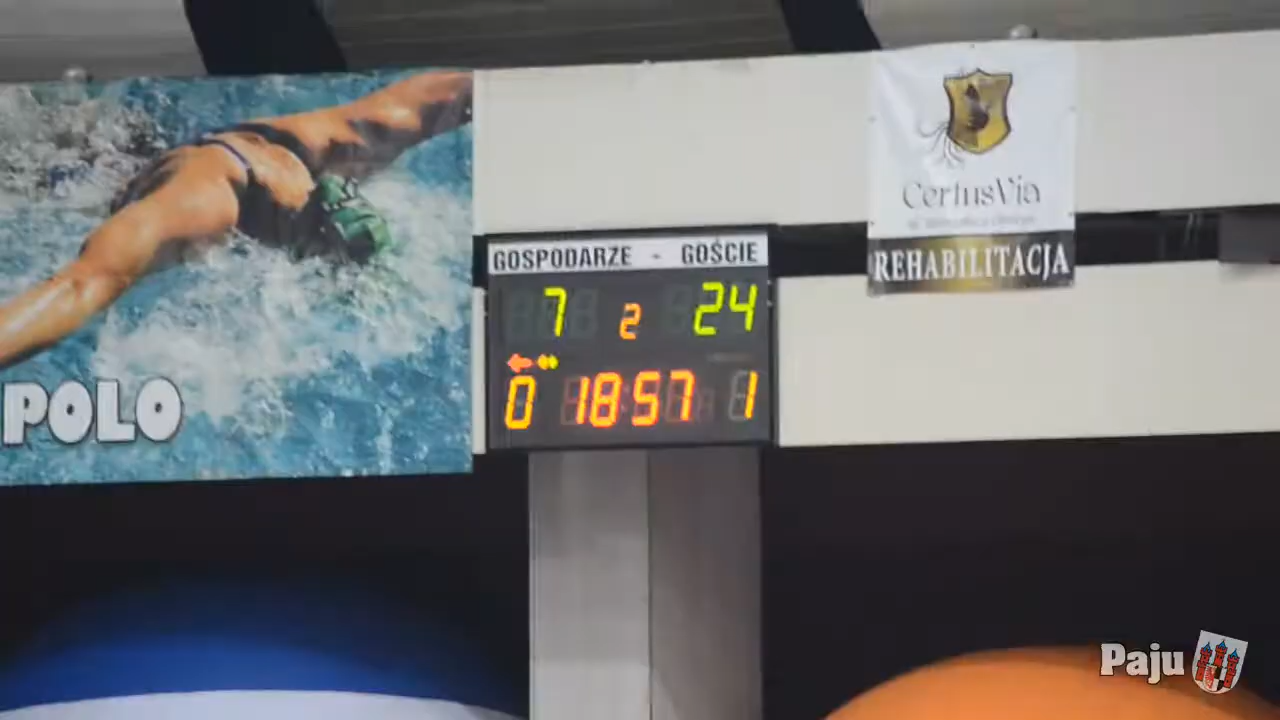 POLO
GOSPODARZE - GOŚCIE
7 2 24
0 18:57 1
CertusVia
REHABILITACJA
Paju